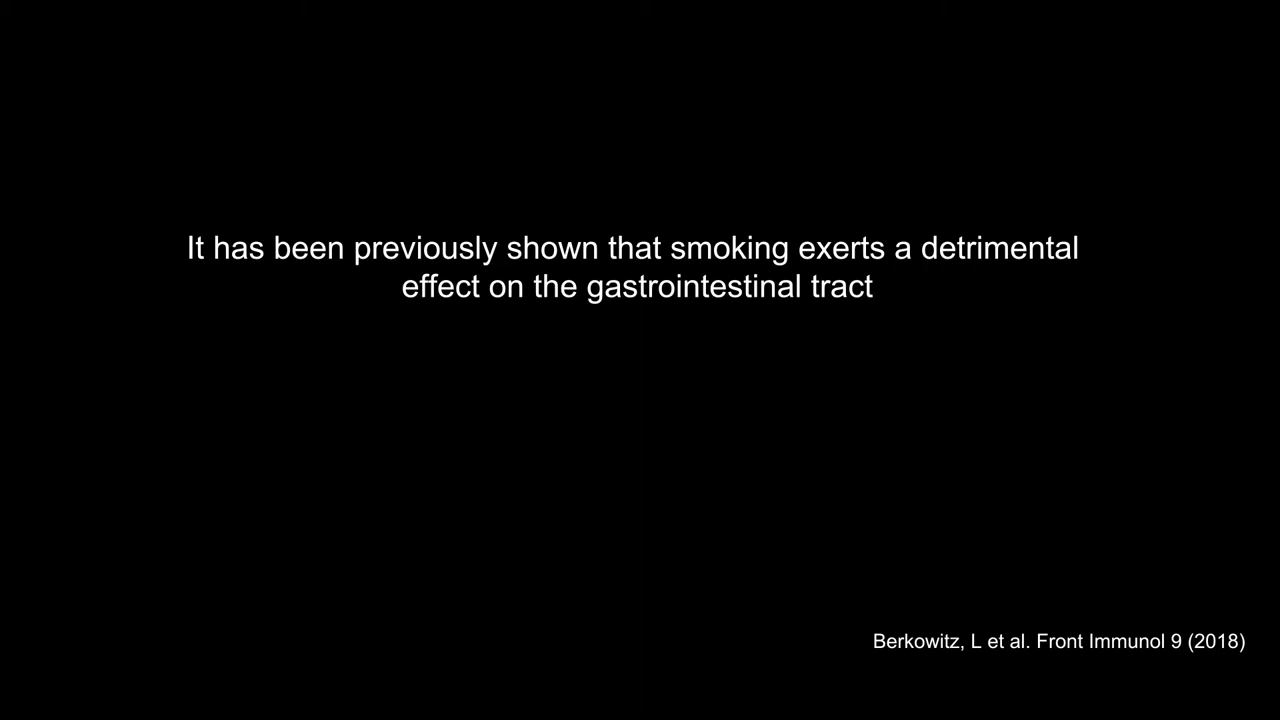 It has been previously shown that smoking exerts a detrimental
effect on the gastrointestinal tract
Berkowitz, L et al. Front Immunol 9 (2018)